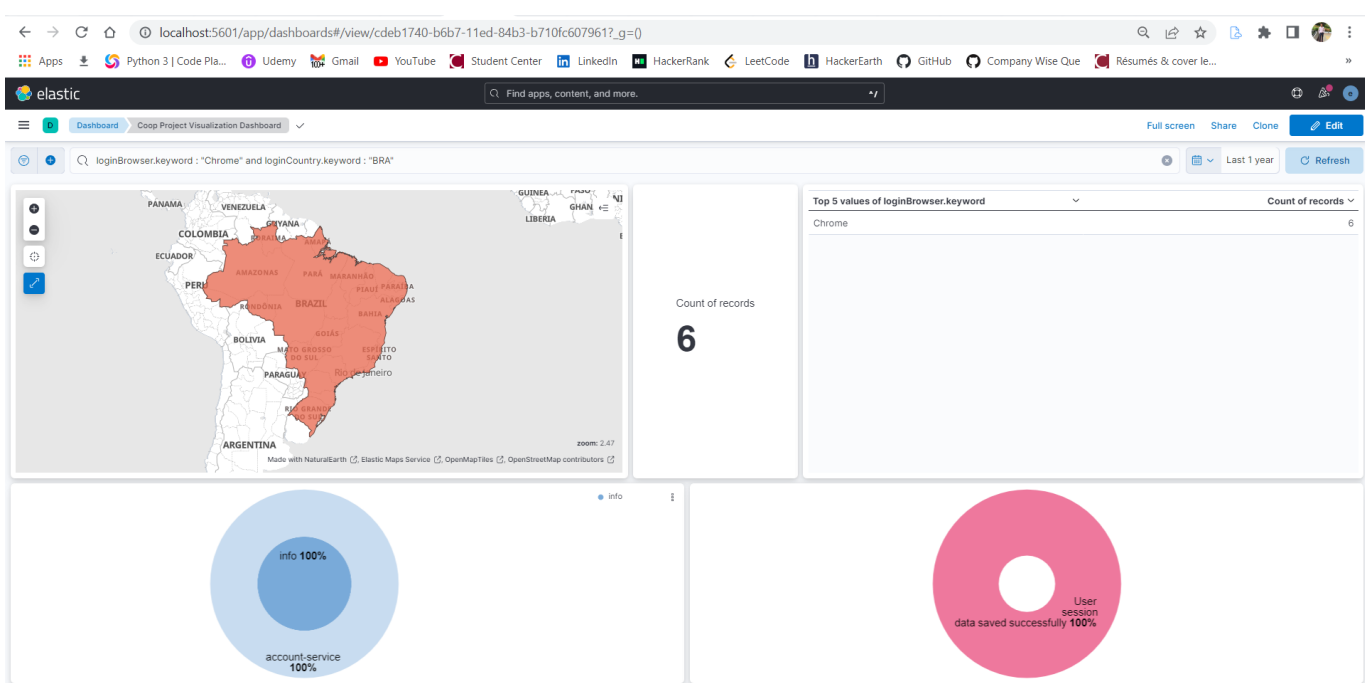 localhost:5601/app/dashboards#/view/cdeb1740-b6b7-11ed-84b3-b710fc607961?_g=()
Apps Python 3 | Code Pla... Udemy Gmail YouTube Student Center LinkedIn HackerRank LeetCode HackerEarth GitHub Company Wise Que Résumés & cover le... »
elastic Find apps, content, and more. ^/ e
D Dashboard Coop Project Visualization Dashboard Full screen Share Clone Edit
loginBrowser.keyword : "Chrome" and loginCountry.keyword : "BRA" Last 1 year Refresh
PANAMA
VENEZUELA
GUYANA
COLOMBIA
RORAIMA
AMAPÁ
ECUADOR
AMAZONAS
PARÁ
MARANHÃO
PIAUÍ
PARAÍBA
PERU
RONDÔNIA
BRAZIL
ALAGOAS
BAHIA
GOIÁS
BOLIVIA
MATO GROSSO
DO SUL
ESPÍRITO
SANTO
PARAGUAY
Rio de Janeiro
RIO GRANDE
DO SUL
ARGENTINA
GUINEA
GHAN
LIBERIA
zoom: 2.47
Made with NaturalEarth, Elastic Maps Service, OpenMapTiles, OpenStreetMap contributors
Count of records
6
Top 5 values of loginBrowser.keyword Count of records
Chrome 6
info
info 100%
account-service
100%
User
session
data saved successfully 100%